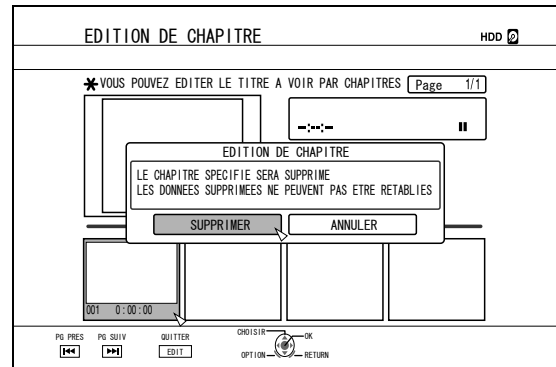 EDITION DE CHAPITRE
HDD
VOUS POUVEZ EDITER LE TITRE A VOIR PAR CHAPITRES
Page 1/1
–:--:–
EDITION DE CHAPITRE
LE CHAPITRE SPECIFIE SERA SUPPRIME
LES DONNEES SUPPRIMEES NE PEUVENT PAS ETRE RETABLIES
SUPPRIMER
ANNULER
001 0:00:00
PG PRES
PG SUIV
QUITTER
EDIT
CHOISIR
OK
OPTION
RETURN